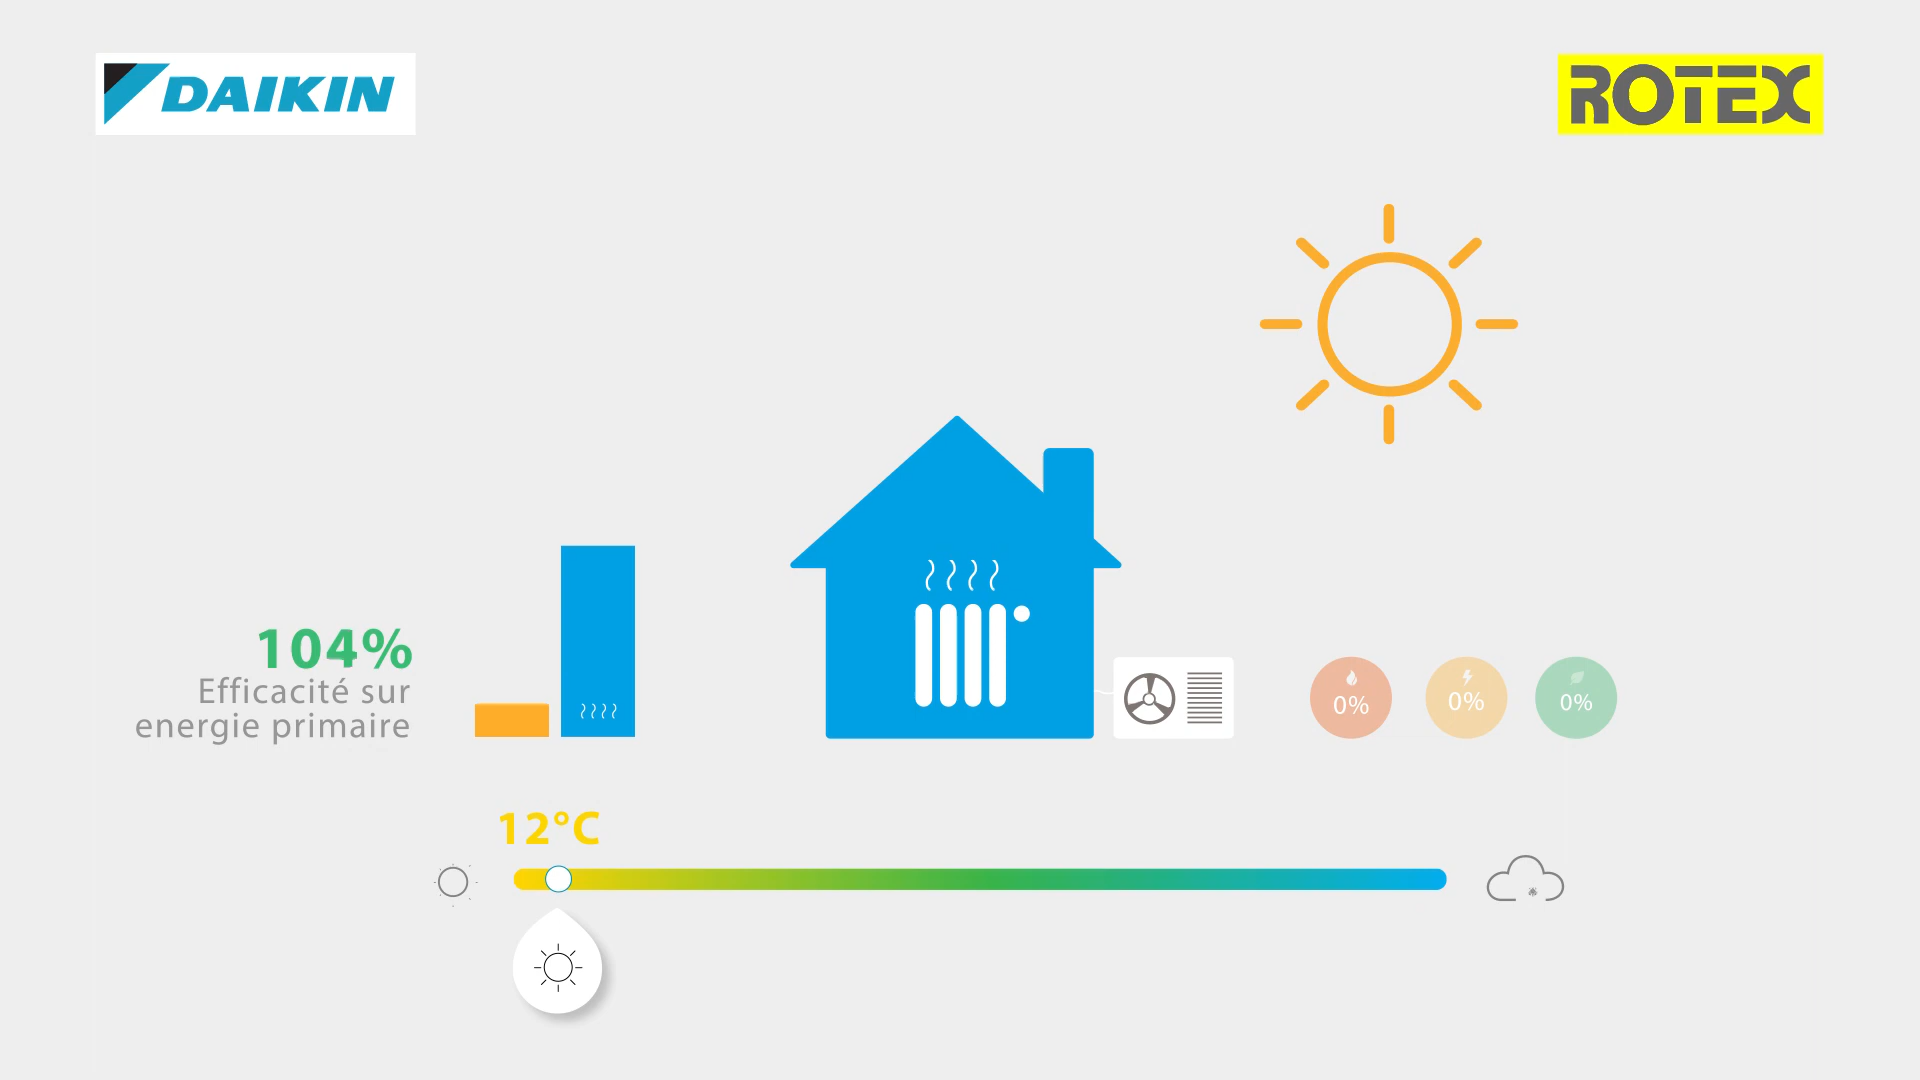 DAIKIN
ROTEX
104%
Efficacité sur
energie primaire
0%
0%
0%
12°C